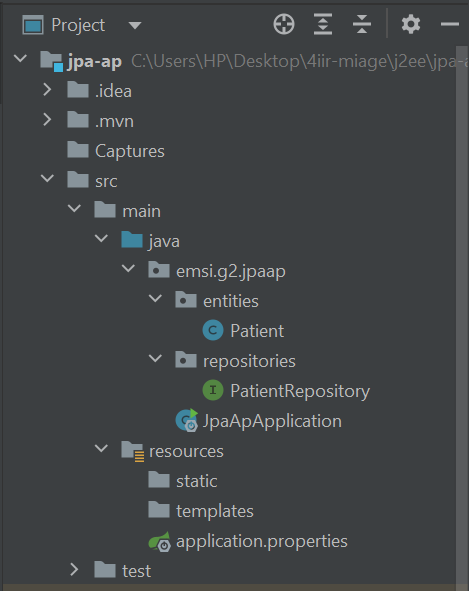 Project
jpa-ap C:\Users\HP\Desktop\4iir-miage\j2ee\jpa-a
.idea
.mvn
Captures
src
main
java
emsi.g2.jpaap
entities
C Patient
repositories
I PatientRepository
JpaApApplication
resources
static
templates
application.properties
test